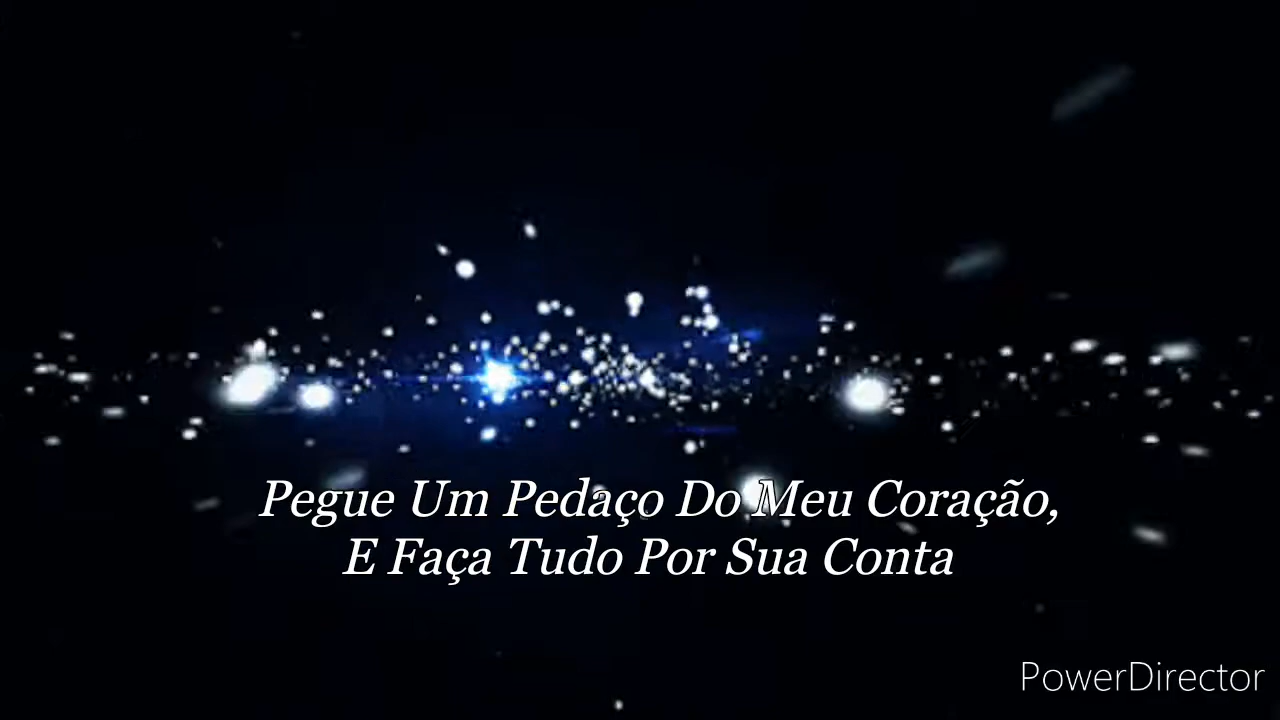 Pegue Um Pedaço Do Meu Coração,
E Faça Tudo Por Sua Conta
PowerDirector